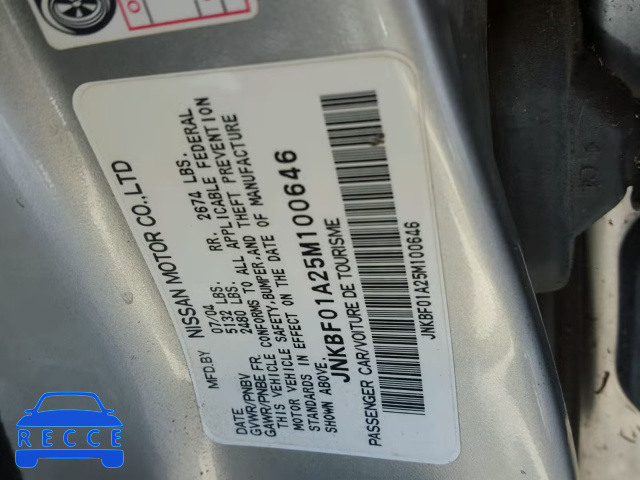 MFD.BY NISSAN MOTOR CO.,LTD
DATE 07/04
GVWR/PNBV 5132 LBS. RR. 2674 LBS.
GAWR/PNBE FR. 2480 LBS.
THIS VEHICLE CONFORMS TO ALL APPLICABLE FEDERAL
MOTOR VEHICLE SAFETY,BUMPER,AND THEFT PREVENTION
STANDARDS IN EFFECT ON THE DATE OF MANUFACTURE
SHOWN ABOVE.
JNKBF01A25M100646
PASSENGER CAR/VOITURE DE TOURISME
JNKBF01A25M100646
RECCE